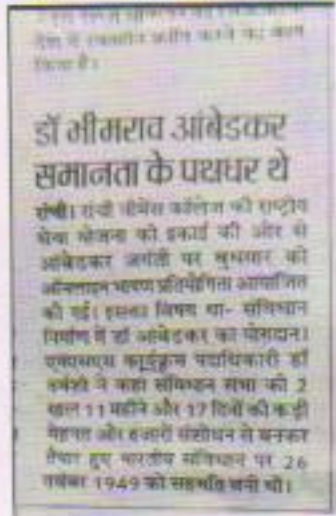 देश में
किया है।
डॉ भीमराव आंबेडकर
समानता के पक्षधर थे
रांची। रांची वीमेंस कॉलेज की राष्ट्रीय
सेवा योजना की इकाई की ओर से
आंबेडकर जयंती पर बुधवार को
ऑनलाइन भाषण प्रतियोगिता आयोजित
की गई। इसका विषय था- संविधान
निर्माण में डॉ आंबेडकर का योगदान।
एनएसएस कार्यक्रम पदाधिकारी डॉ
ने कहा संविधान सभा की 2
साल 11 महीने और 17 दिनों की कड़ी
मेहनत और हजारों संशोधन से बनकर
तैयार हुए भारतीय संविधान पर 26
नवंबर 1949 को सहमति बनी थी।